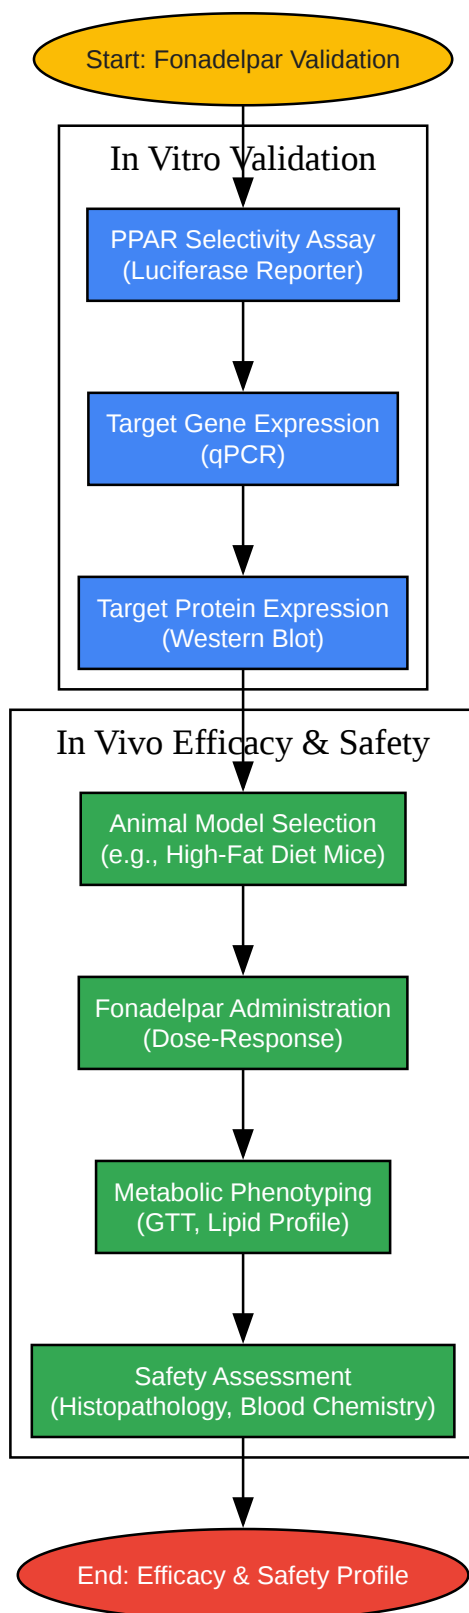 Start: Fonadelpar Validation
In Vitro Validation
PPAR Selectivity Assay
(Luciferase Reporter)
Target Gene Expression
(qPCR)
Target Protein Expression
(Western Blot)
In Vivo Efficacy & Safety
Animal Model Selection
(e.g., High-Fat Diet Mice)
Fonadelpar Administration
(Dose-Response)
Metabolic Phenotyping
(GTT, Lipid Profile)
Safety Assessment
(Histopathology, Blood Chemistry)
End: Efficacy & Safety Profile